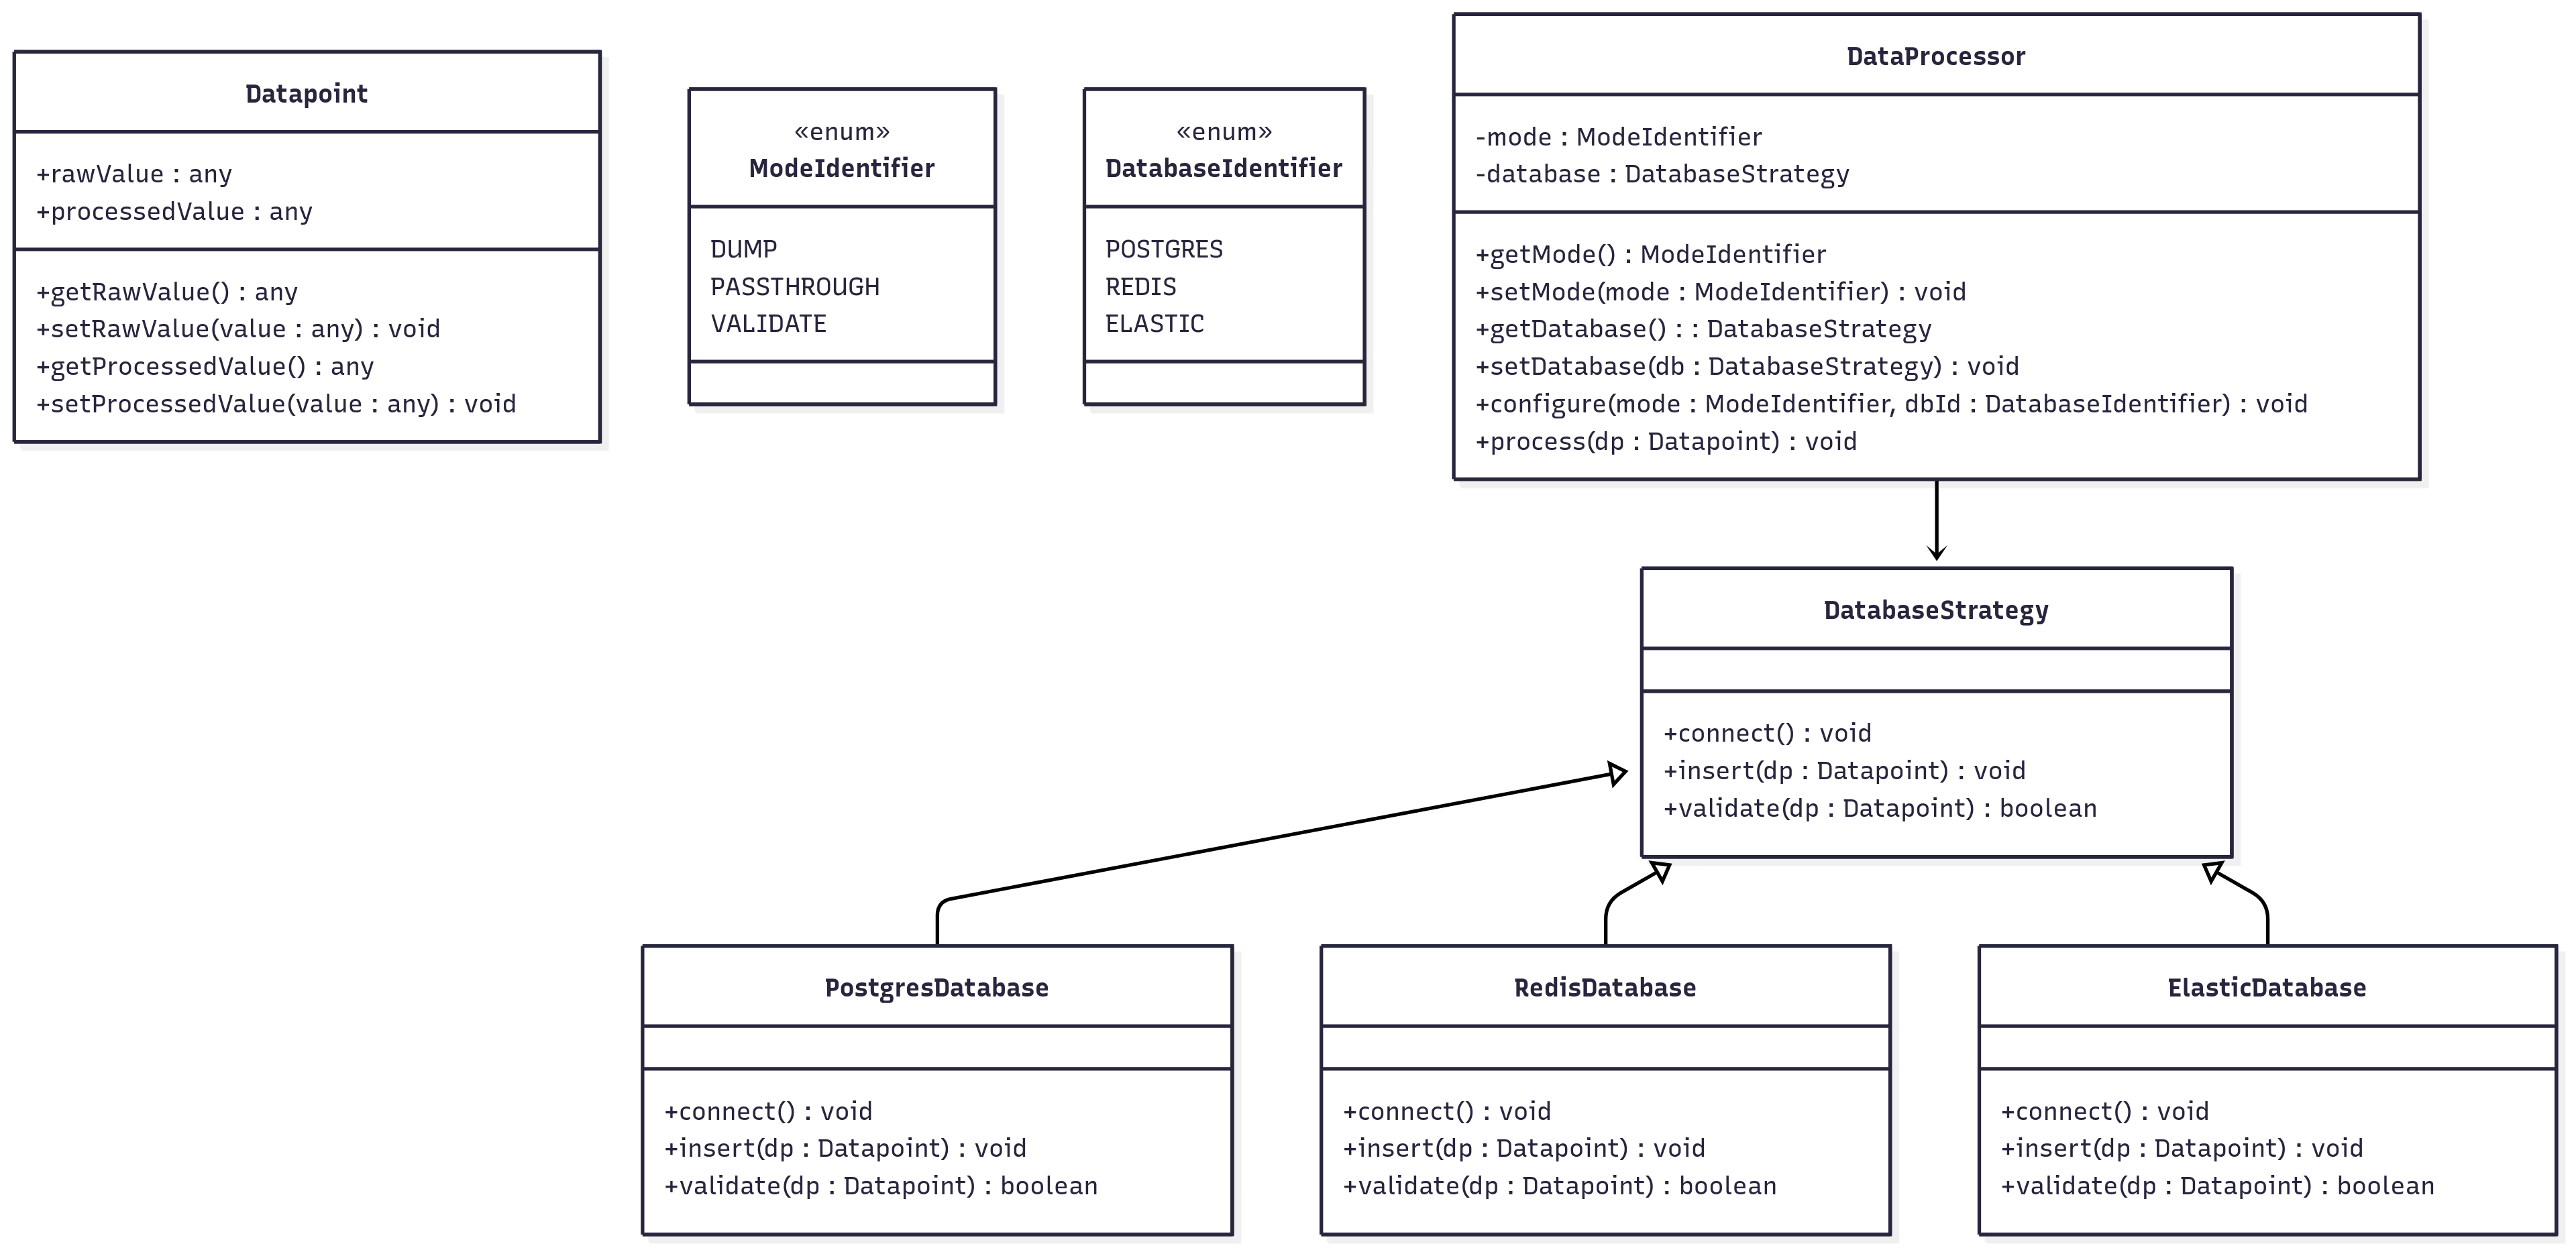 Datapoint
+rawValue : any
+processedValue : any
+getRawValue() : any
+setRawValue(value : any) : void
+getProcessedValue() : any
+setProcessedValue(value : any) : void
«enum»
ModeIdentifier
DUMP
PASSTHROUGH
VALIDATE
«enum»
DatabaseIdentifier
POSTGRES
REDIS
ELASTIC
DataProcessor
-mode : ModeIdentifier
-database : DatabaseStrategy
+getMode() : ModeIdentifier
+setMode(mode : ModeIdentifier) : void
+getDatabase() : : DatabaseStrategy
+setDatabase(db : DatabaseStrategy) : void
+configure(mode : ModeIdentifier, dbId : DatabaseIdentifier) : void
+process(dp : Datapoint) : void
DatabaseStrategy
+connect() : void
+insert(dp : Datapoint) : void
+validate(dp : Datapoint) : boolean
PostgresDatabase
+connect() : void
+insert(dp : Datapoint) : void
+validate(dp : Datapoint) : boolean
RedisDatabase
+connect() : void
+insert(dp : Datapoint) : void
+validate(dp : Datapoint) : boolean
ElasticDatabase
+connect() : void
+insert(dp : Datapoint) : void
+validate(dp : Datapoint) : boolean